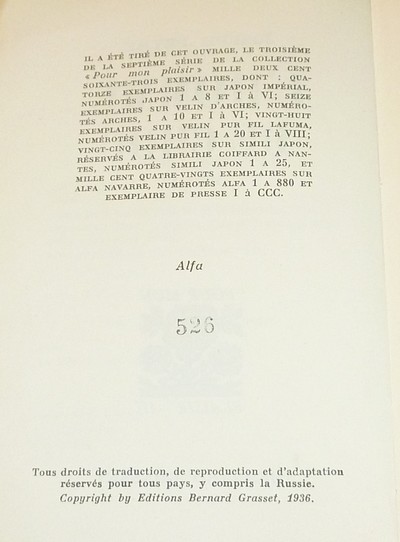 IL A ÉTÉ TIRÉ DE CET OUVRAGE, LE TROISIÈME
DE LA SEPTIÈME SÉRIE DE LA COLLECTION
« Pour mon plaisir » MILLE DEUX CENT
SOIXANTE-TROIS EXEMPLAIRES, DONT : QUA-
TORZE EXEMPLAIRES SUR JAPON IMPÉRIAL,
NUMÉROTÉS JAPON 1 A 8 ET I À VI; SEIZE
EXEMPLAIRES SUR VELIN D'ARCHES, NUMÉRO-
TÉS ARCHES, 1 A 10 ET I À VI; VINGT-HUIT
EXEMPLAIRES SUR VELIN PUR FIL LAFUMA,
NUMÉROTÉS VELIN PUR FIL 1 A 20 ET I À VIII;
VINGT-CINQ EXEMPLAIRES SUR SIMILI JAPON,
RÉSERVÉS A LA LIBRAIRIE COIFFARD A NAN-
TES, NUMÉROTÉS SIMILI JAPON 1 A 25, ET
MILLE CENT QUATRE-VINGTS EXEMPLAIRES SUR
ALFA NAVARRE, NUMÉROTÉS ALFA 1 A 880 ET
EXEMPLAIRE DE PRESSE I À CCC.
Alfa
526
Tous droits de traduction, de reproduction et d'adaptation
réservés pour tous pays, y compris la Russie.
Copyright by Editions Bernard Grasset, 1936.